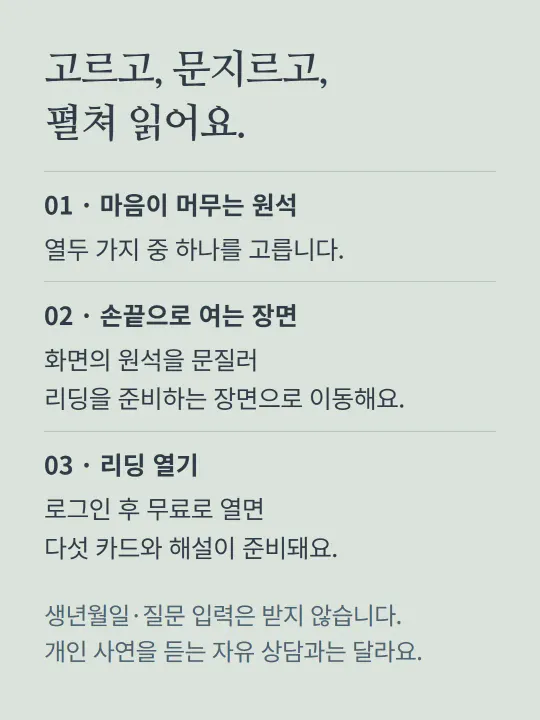 고르고, 문지르고,
펼쳐 읽어요.
01 · 마음이 머무는 원석
열두 가지 중 하나를 고릅니다.
02 · 손끝으로 여는 장면
화면의 원석을 문질러
리딩을 준비하는 장면으로 이동해요.
03 · 리딩 열기
로그인 후 무료로 열면
다섯 카드와 해설이 준비돼요.
생년월일·질문 입력은 받지 않습니다.
개인 사연을 듣는 자유 상담과는 달라요.